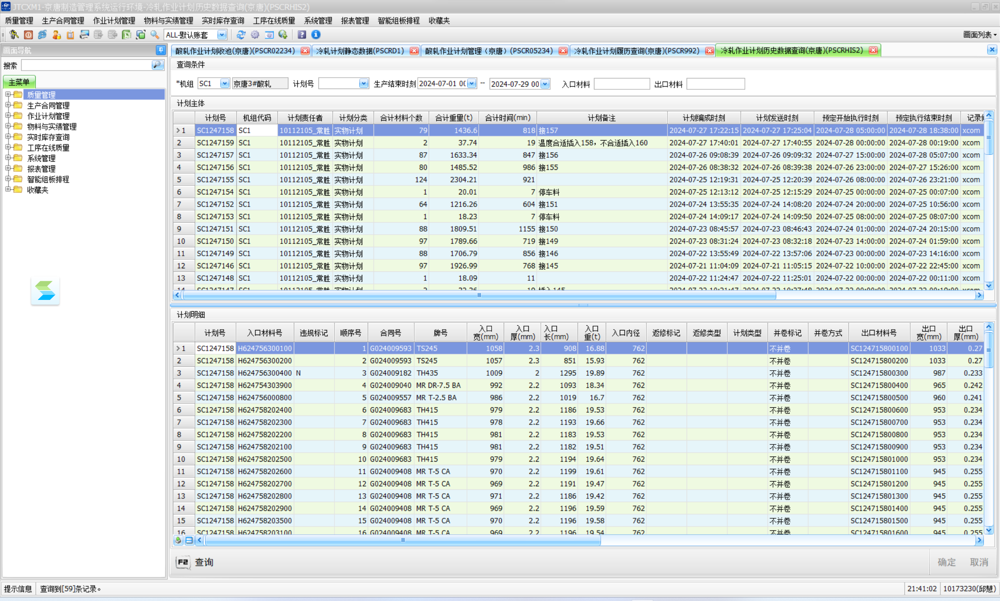 JTCXM1-京唐制造管理系统运行环境-冷轧作业计划历史数据查询(京唐)(PSCRHIS2)
质量管理 生产合同管理 作业计划管理 物料与实绩管理 实时库存查询 工序在线质量 系统管理 报表管理 智能组板排程 收藏夹
ALL-默认账套 画面列表
画面导航
酸轧作业计划收池(京唐)(PSCR02234) 冷轧计划静态数据(PSCRD1) 酸轧作业计划管理（京唐）(PSCR05234) 冷轧作业计划履历查询(京唐)(PSCR992) 冷轧作业计划历史数据查询(京唐)(PSCRHIS2)
搜索
主菜单
质量管理
生产合同管理
作业计划管理
物料与实绩管理
实时库存查询
工序在线质量
系统管理
报表管理
智能组板排程
收藏夹
查询条件
*机组 SC1 京唐3#酸轧 计划号 生产结束时刻 2024-07-01 0( -- 2024-07-29 00 入口材料 出口材料
计划主体
计划号 机组代码 计划责任者 计划分类 合计材料个数 合计重量(t) 合计时间(min) 计划备注 计划编成时刻 计划发送时刻 预定开始执行时刻 预定执行结束时刻
1 SC1247158 SC1 10112105_常胜 实物计划 79 1436.6 818 接157 2024-07-27 17:22:15 2024-07-27 17:25:04 2024-07-28 05:00:00 2024-07-28 18:38:00 xcom
2 SC1247159 SC1 10112105_常胜 实物计划 2 37.74 19 温度合适插入158，不合适插入160 2024-07-27 17:40:01 2024-07-27 17:40:55 2024-07-28 00:00:00 2024-07-28 00:19:00 xcom
3 SC1247157 SC1 10112105_常胜 实物计划 87 1633.34 847 接156 2024-07-26 09:08:39 2024-07-26 09:09:32 2024-07-27 15:00:00 2024-07-28 05:07:00 xcom
4 SC1247156 SC1 10112105_常胜 实物计划 80 1485.52 986 接155 2024-07-26 08:38:32 2024-07-26 08:39:38 2024-07-26 23:00:00 2024-07-27 15:26:00 xcom
5 SC1247155 SC1 10112105_常胜 实物计划 124 2304.21 921 2024-07-25 12:19:31 2024-07-25 12:20:39 2024-07-26 08:00:00 2024-07-26 23:21:00 xcom
6 SC1247154 SC1 10112105_常胜 实物计划 1 20.01 7 停车料 2024-07-25 12:13:12 2024-07-25 12:15:29 2024-07-25 00:00:00 2024-07-25 00:07:00 xcom
7 SC1247152 SC1 10112105_常胜 实物计划 64 1216.26 604 接151 2024-07-24 13:55:35 2024-07-24 14:08:20 2024-07-24 20:00:00 2024-07-25 10:56:00 xcom
8 SC1247153 SC1 10112105_常胜 实物计划 1 18.23 7 停车料 2024-07-24 14:09:17 2024-07-24 14:09:50 2024-07-25 08:00:00 2024-07-25 08:07:00 xcom
9 SC1247151 SC1 10112105_常胜 实物计划 88 1809.51 1155 接150 2024-07-23 08:45:57 2024-07-23 08:46:43 2024-07-24 01:00:00 2024-07-24 20:15:00 xcom
10 SC1247150 SC1 10112105_常胜 实物计划 97 1789.66 719 接149 2024-07-23 08:31:24 2024-07-23 08:32:18 2024-07-23 14:00:00 2024-07-24 01:59:00 xcom
11 SC1247149 SC1 10112105_常胜 实物计划 88 1706.79 856 接146 2024-07-22 13:55:49 2024-07-22 13:57:06 2024-07-23 00:00:00 2024-07-23 14:16:00 xcom
12 SC1247146 SC1 10112105_常胜 实物计划 97 1926.99 768 接145 2024-07-21 11:04:09 2024-07-21 11:05:15 2024-07-22 10:00:00 2024-07-22 22:45:00 xcom
13 SC1247148 SC1 10112105_常胜 实物计划 1 18.09 11 2024-07-22 11:24:47 2024-07-22 11:25:01 2024-07-22 00:00:00 2024-07-22 00:11:00 xcom
计划明细
计划号 入口材料号 违规标记 顺序号 合同号 牌号 入口宽(mm) 入口厚(mm) 入口长(mm) 入口重(t) 入口内径 返修标记 返修类型 计划类型 并卷标记 并卷方式 出口材料号 出口宽(mm) 出口厚(mm)
1 SC1247158 H624756300100 1 G024009593 TS245 1058 2.3 908 16.88 762 不并卷 SC124715800100 1033 0.27
2 SC1247158 H624756300200 2 G024009593 TS245 1057 2.3 851 15.93 762 不并卷 SC124715800200 1033 0.27
3 SC1247158 H624756300400 N 3 G024009182 TH435 1009 2 1295 19.89 762 不并卷 SC124715800300 987 0.233
4 SC1247158 H624754303900 4 G024009040 MR DR-7.5 BA 992 2.2 1093 18.34 762 不并卷 SC124715800400 965 0.242
5 SC1247158 H624756000800 5 G024009557 MR T-2.5 BA 986 2.2 1019 16.7 762 不并卷 SC124715800500 960 0.241
6 SC1247158 H624758202400 6 G024009683 TH415 979 2.2 1186 19.53 762 不并卷 SC124715800600 953 0.234
7 SC1247158 H624758202300 7 G024009683 TH415 978 2.2 1193 19.66 762 不并卷 SC124715800700 953 0.234
8 SC1247158 H624758202200 8 G024009683 TH415 981 2.2 1183 19.53 762 不并卷 SC124715800800 953 0.234
9 SC1247158 H624758202100 9 G024009683 TH415 981 2.2 1182 19.51 762 不并卷 SC124715800900 953 0.234
10 SC1247158 H624758202500 10 G024009683 TH415 979 2.2 1194 19.64 762 不并卷 SC124715801000 953 0.234
11 SC1247158 H624758202600 11 G024009408 MR T-5 CA 970 2.2 1199 19.61 762 不并卷 SC124715801100 945 0.255
12 SC1247158 H624758202700 12 G024009408 MR T-5 CA 969 2.2 1191 19.47 762 不并卷 SC124715801200 945 0.255
13 SC1247158 H624758202800 13 G024009408 MR T-5 CA 971 2.2 1186 19.42 762 不并卷 SC124715801300 945 0.255
14 SC1247158 H624758202900 14 G024009408 MR T-5 CA 969 2.2 1196 19.59 762 不并卷 SC124715801400 945 0.255
15 SC1247158 H624758203500 15 G024009408 MR T-5 CA 970 2.2 1196 19.58 762 不并卷 SC124715801500 945 0.255
16 SC1247158 H624758203100 16 G024009408 MR T-5 CA 969 2.2 1196 19.54 762 不并卷 SC124715801600 945 0.255
F2 查询 确定 取消
提示信息 查询到[59]条记录。 21:41:02 10173230(邱慧)